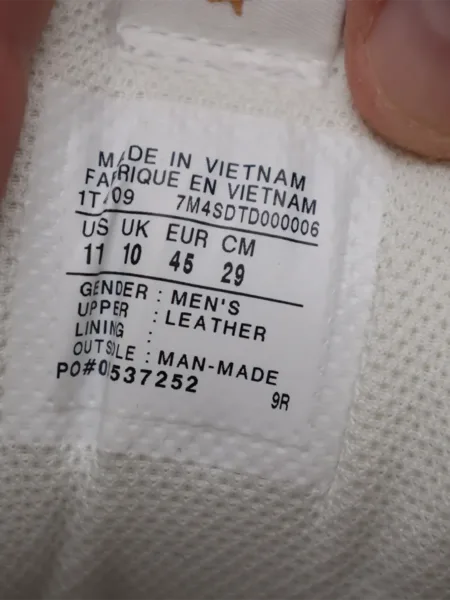 MADE IN VIETNAM
FABRIQUE EN VIETNAM
1T/09 7M4SDTD000006
US UK EUR CM
11 10 45 29
GENDER : MEN'S
UPPER : LEATHER
LINING :
OUTSOLE : MAN-MADE
PO#0537252
9R